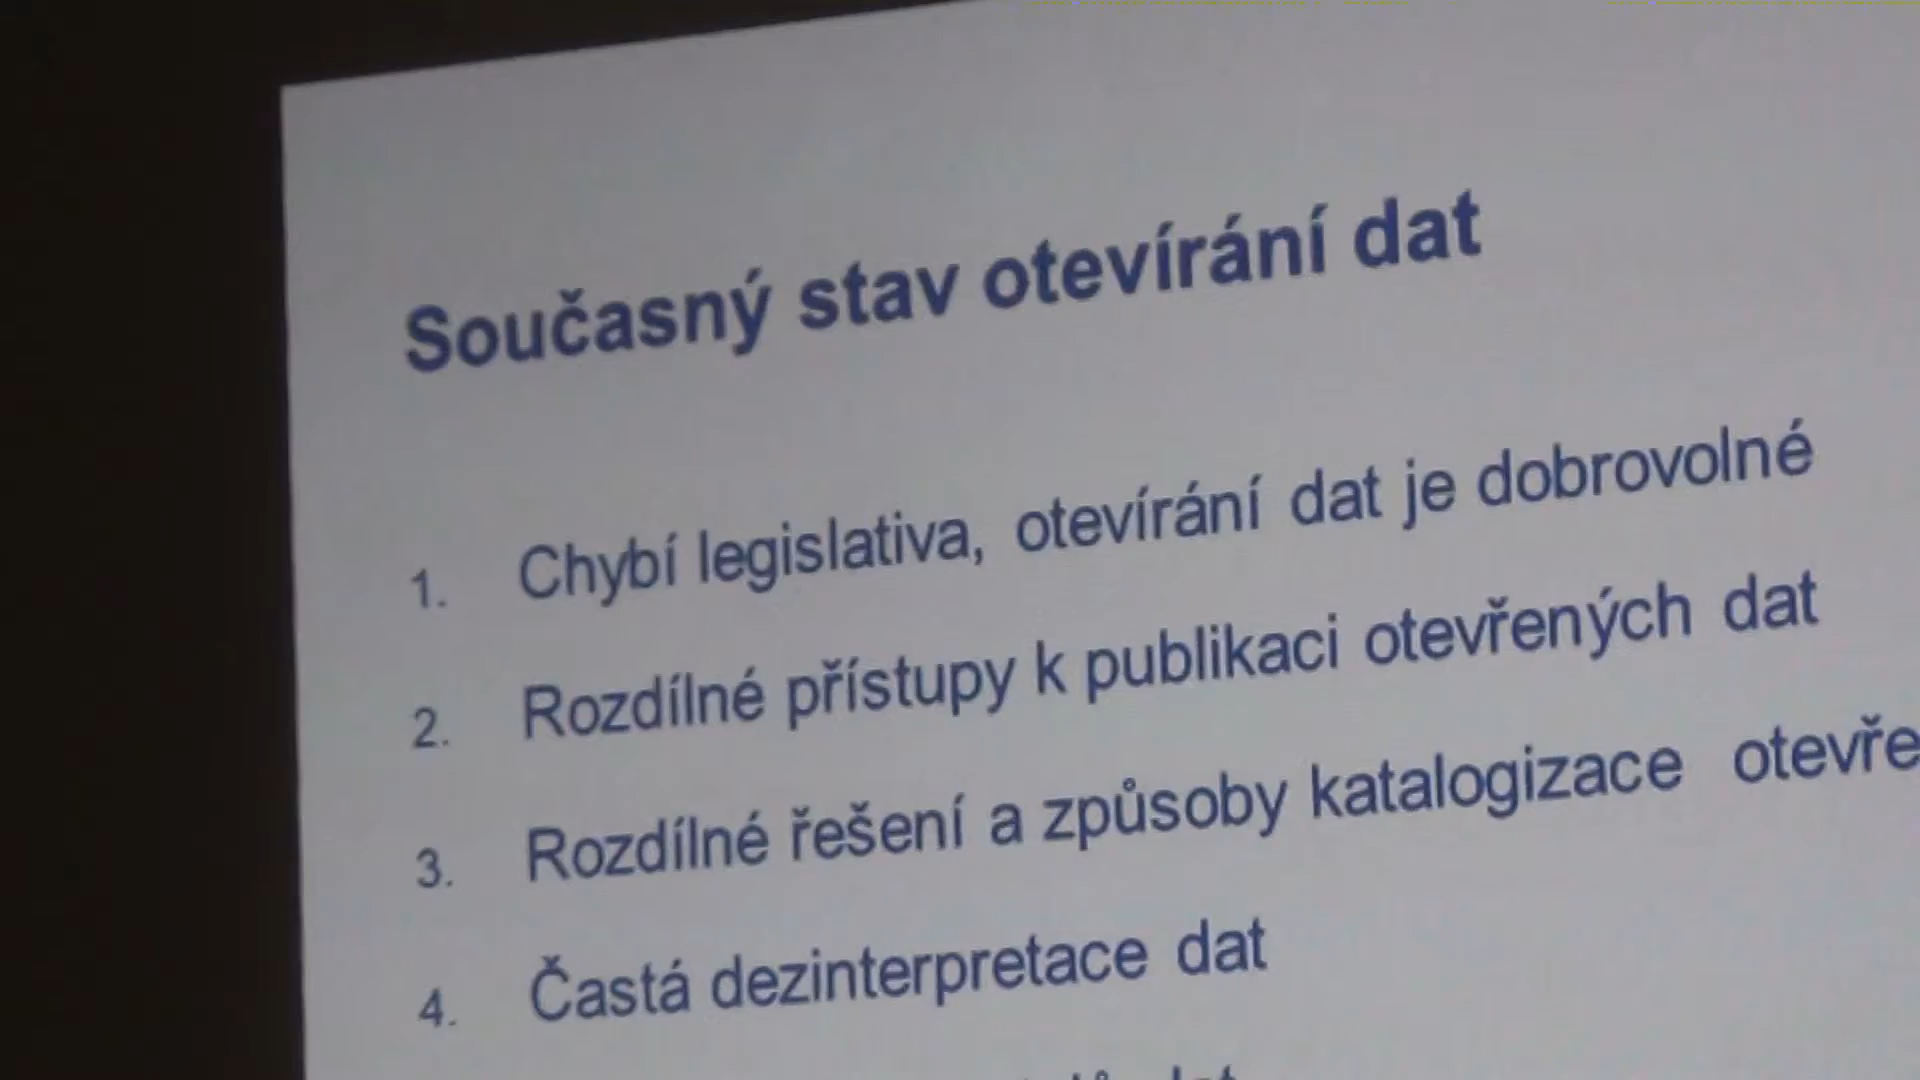 Současný stav otevírání dat
1. Chybí legislativa, otevírání dat je dobrovolné
2. Rozdílné přístupy k publikaci otevřených dat
3. Rozdílné řešení a způsoby katalogizace
4. Častá dezinterpretace dat